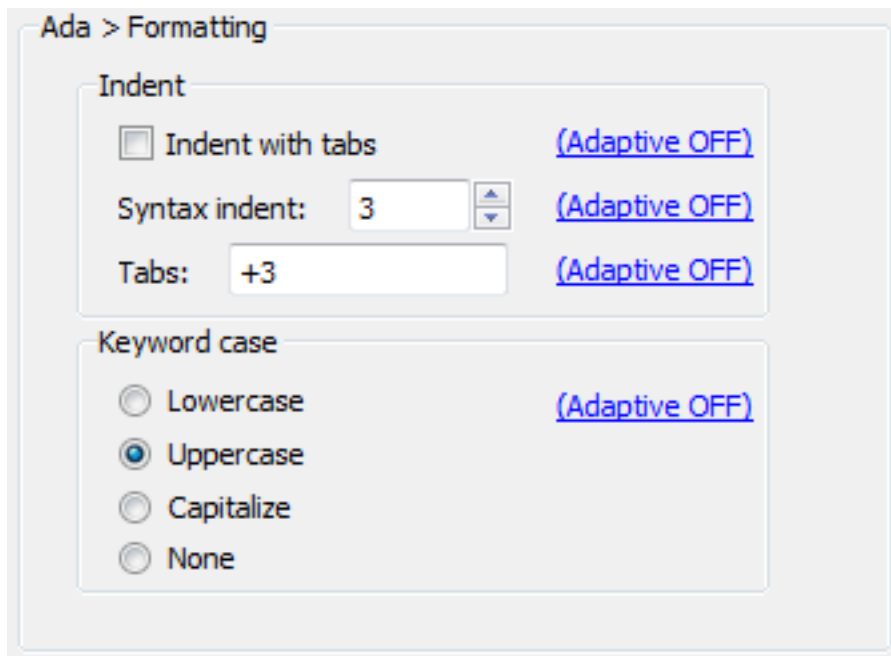 Ada > Formatting
Indent
Indent with tabs (Adaptive OFF)
Syntax indent: 3 (Adaptive OFF)
Tabs: +3 (Adaptive OFF)
Keyword case
Lowercase (Adaptive OFF)
Uppercase
Capitalize
None